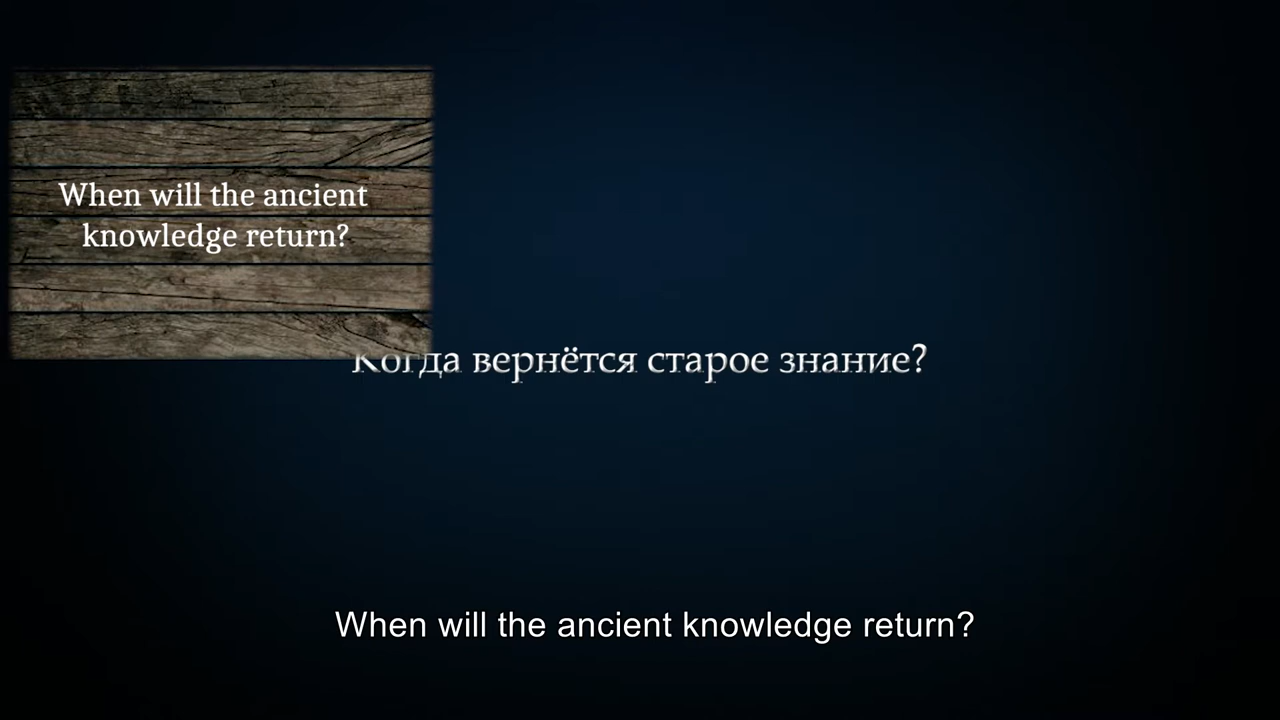 When will the ancient
knowledge return?
Когда вернётся старое знание?
When will the ancient knowledge return?